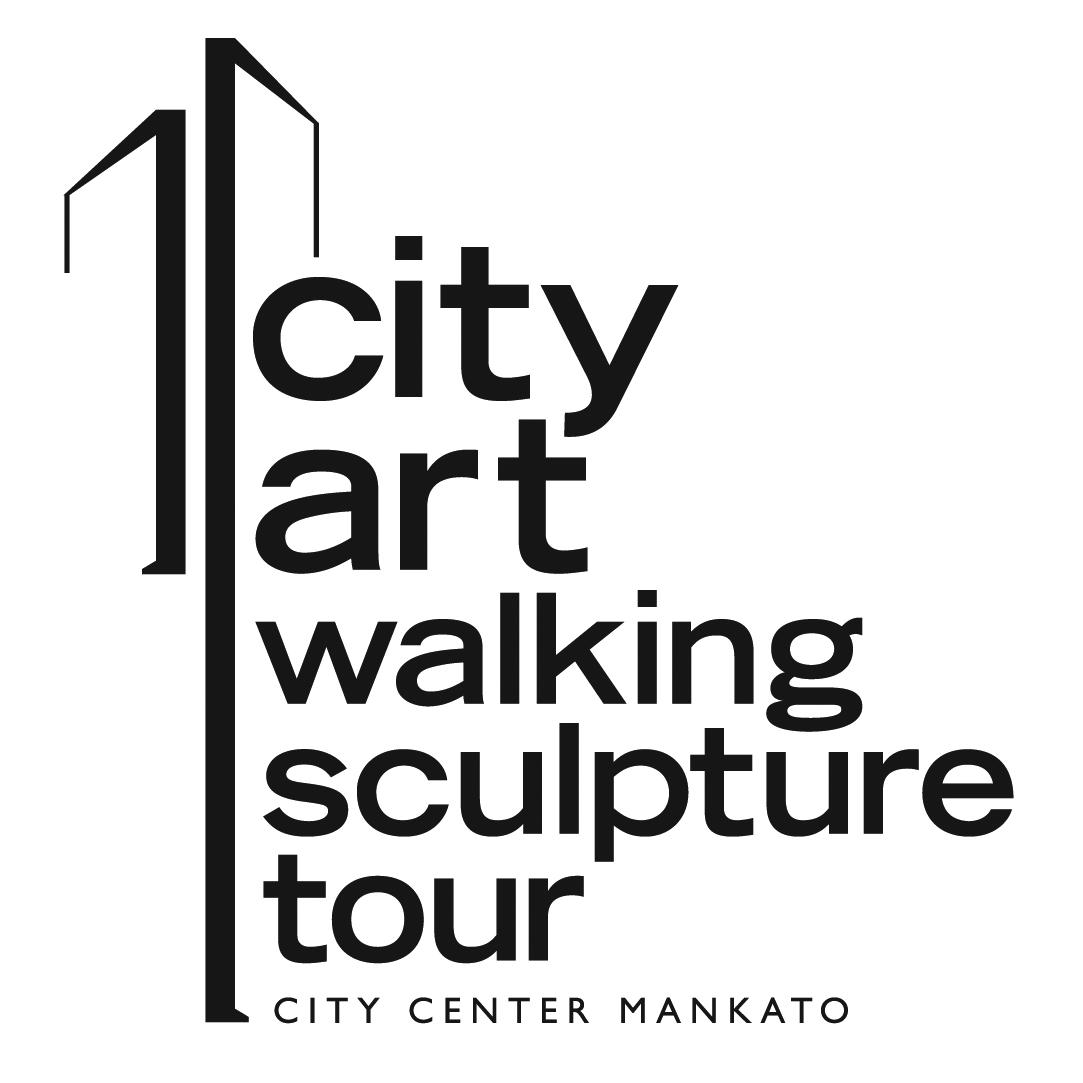 city
art
walking
sculpture
tour
CITY CENTER MANKATO